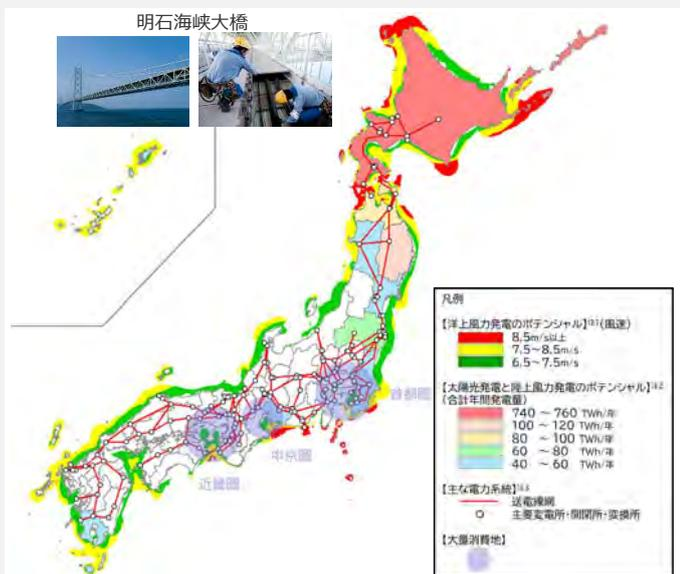 明石海峡大橋
首都圏
中京圏
近畿圏
凡例
【洋上風力発電のポテンシャル】(風速)
8.5m/s以上
7.5～8.5m/s
6.5～7.5m/s
【太陽光発電と陸上風力発電のポテンシャル】
(合計年間発電量)
740 ～ 760 TWh/年
100 ～ 120 TWh/年
80 ～ 100 TWh/年
60 ～ 80 TWh/年
40 ～ 60 TWh/年
【主な電力系統】
送電線網
主要変電所・開閉所・変換所
【大量消費地】